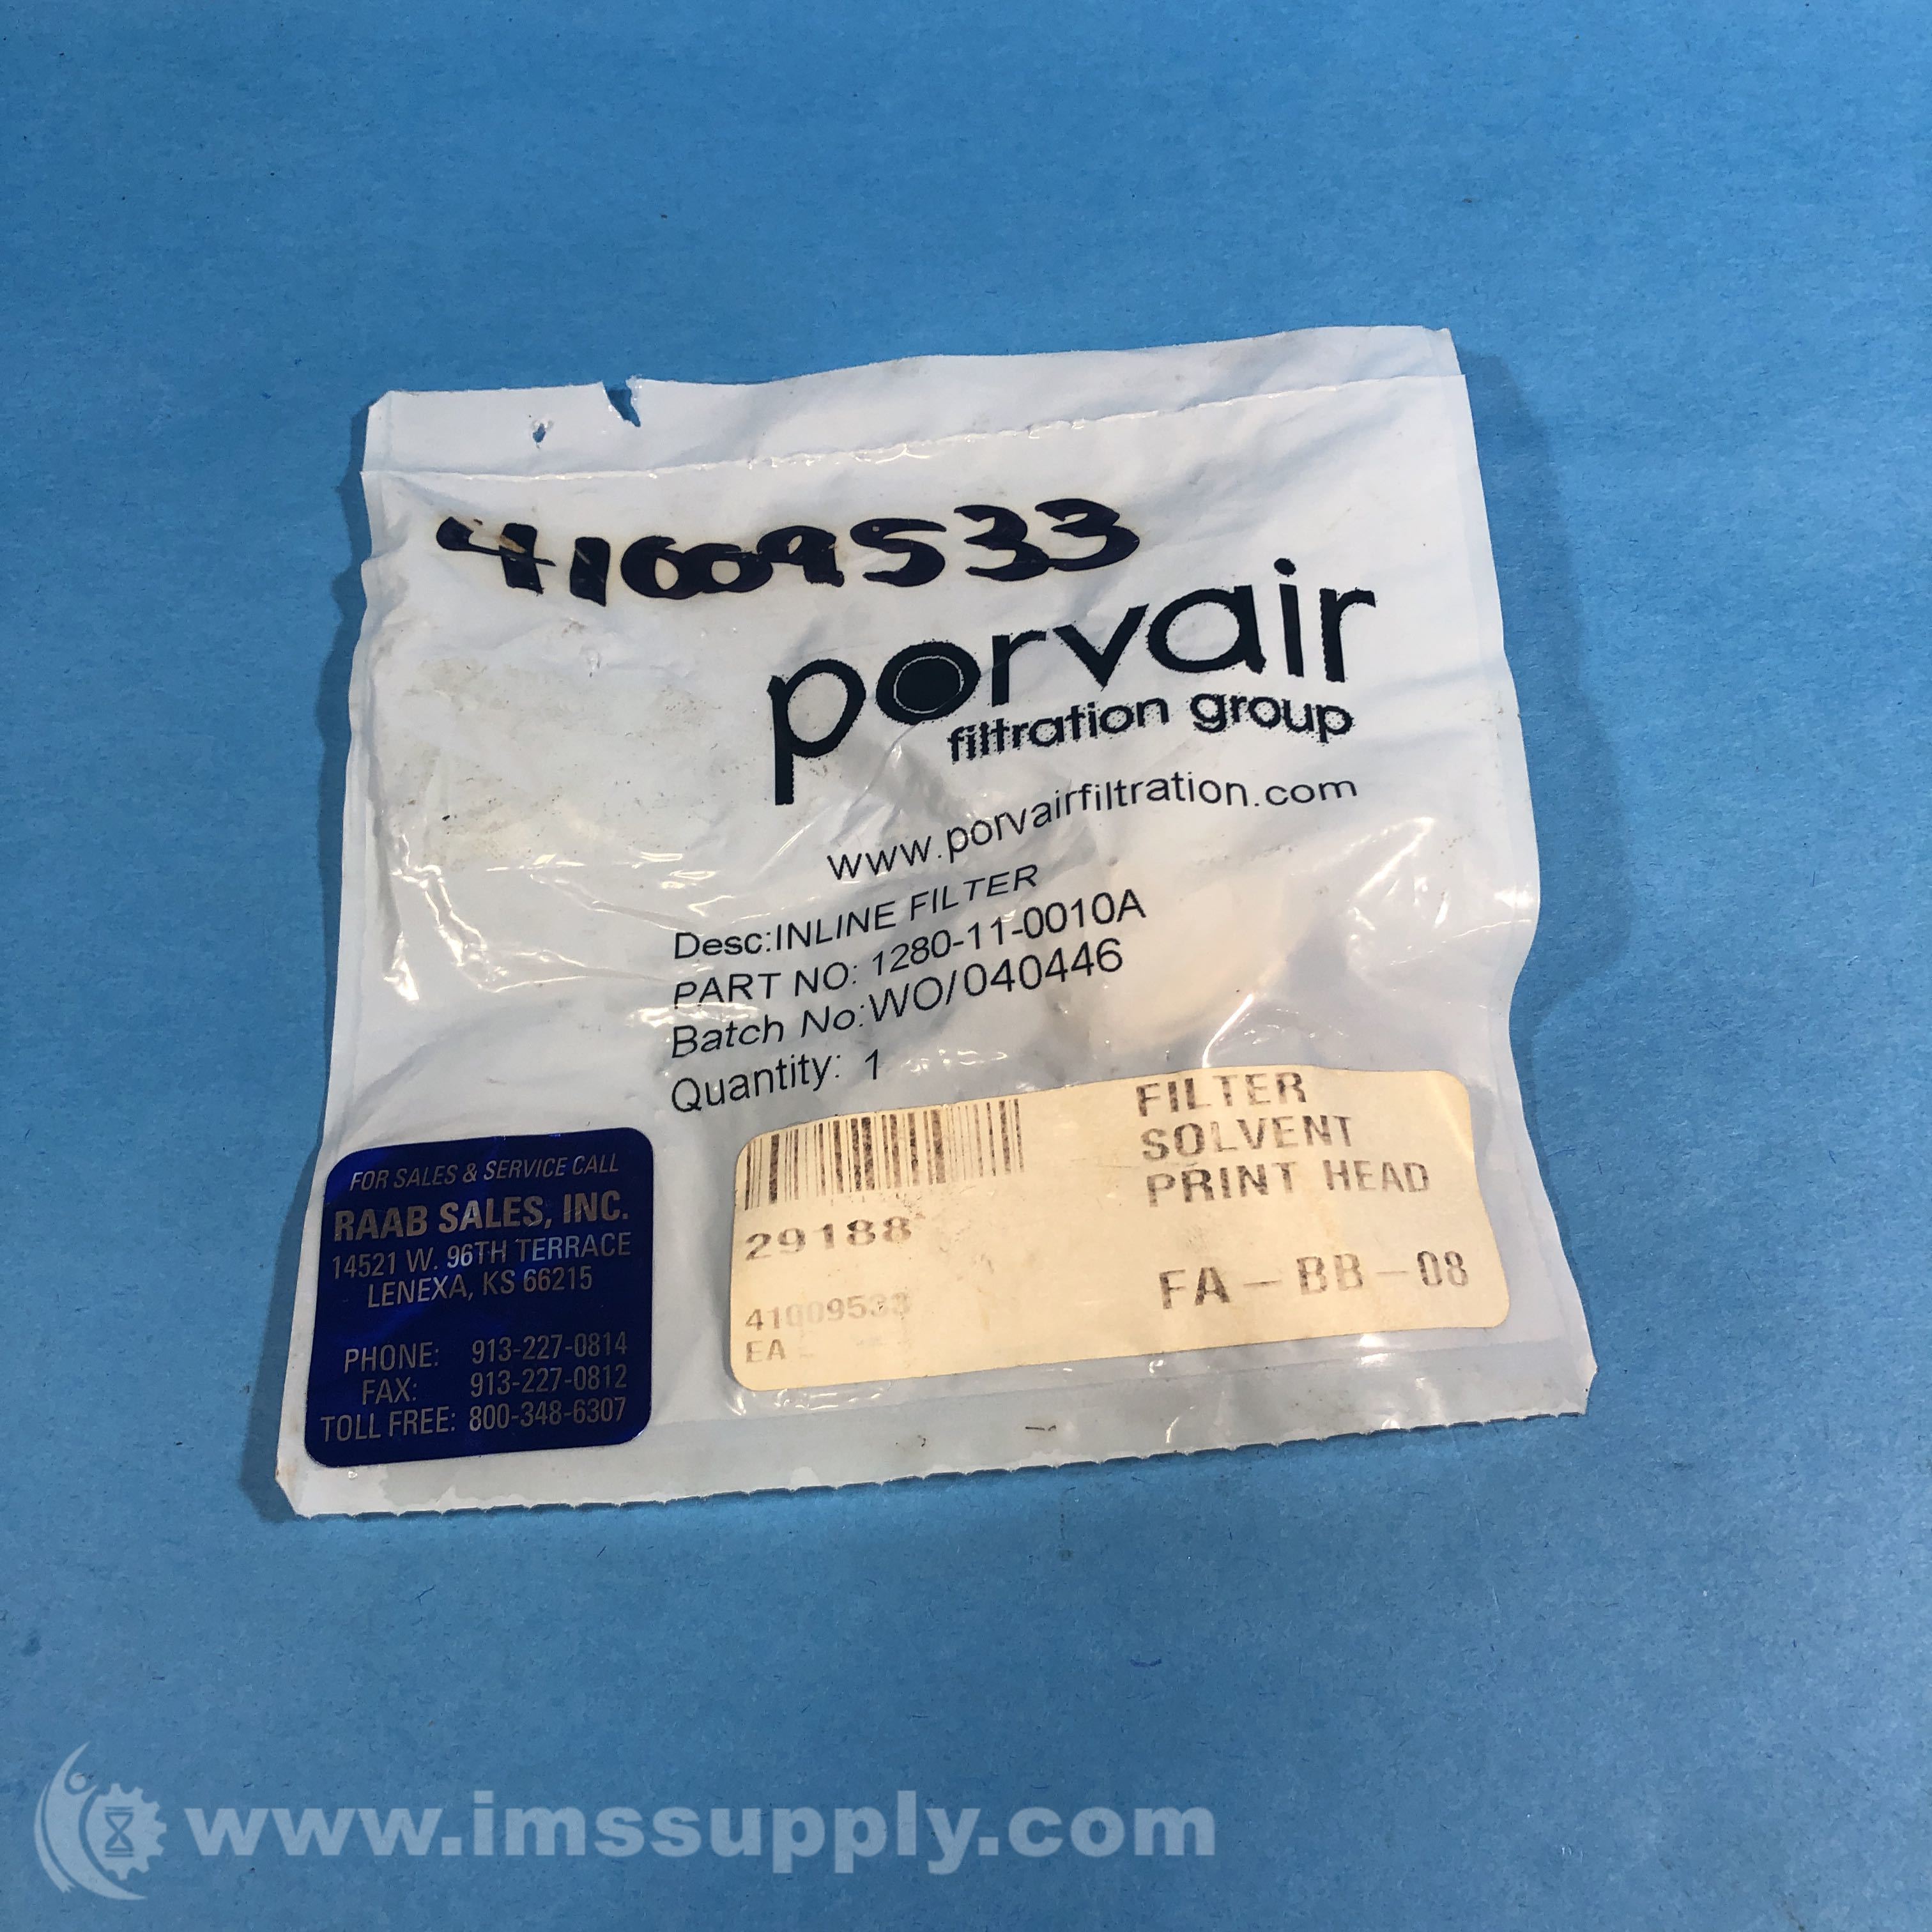 41009533
porvair
filtration group
www.porvairfiltration.com
Desc:INLINE FILTER
PART NO: 1280-11-0010A
Batch No:WO/040446
Quantity: 1
FOR SALES & SERVICE CALL
RAAB SALES, INC.
14521 W. 96TH TERRACE
LENEXA, KS 66215
PHONE: 913-227-0814
FAX: 913-227-0812
TOLL FREE: 800-348-6307
FILTER
SOLVENT
PRINT HEAD
29188
FA-BB-08
41009533
EA
www.imssupply.com